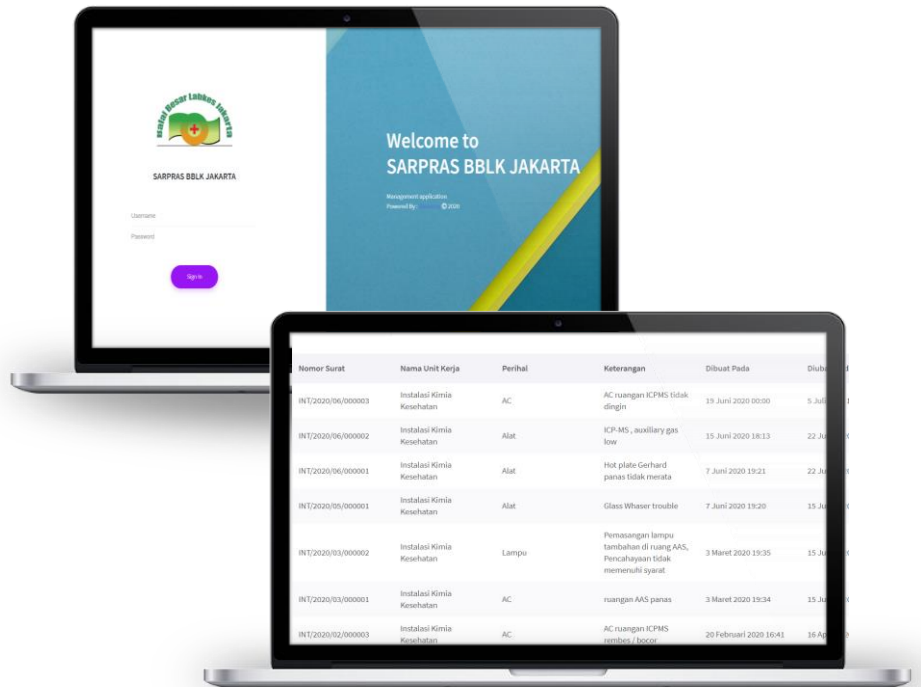 Balai Besar Labkes Jakarta
SARPRAS BBLK JAKARTA
Username
Password
Sign In
Welcome to
SARPRAS BBLK JAKARTA
Management application
Powered By : © 2020
Nomor Surat Nama Unit Kerja Perihal Keterangan Dibuat Pada
INT/2020/06/000003 Instalasi Kimia AC AC ruangan ICPMS tidak 19 Juni 2020 00:00
Kesehatan dingin
INT/2020/06/000002 Instalasi Kimia Alat ICP-MS , auxiliary gas 15 Juni 2020 18:13
Kesehatan low
INT/2020/06/000001 Instalasi Kimia Alat Hot plate Gerhard 7 Juni 2020 19:21
Kesehatan panas tidak merata
INT/2020/05/000001 Instalasi Kimia Alat Glass Whaser trouble 7 Juni 2020 19:20
Kesehatan
INT/2020/03/000002 Instalasi Kimia Lampu Pemasangan lampu 3 Maret 2020 19:35
Kesehatan tambahan di ruang AAS,
Pencahayaan tidak
memenuhi syarat
INT/2020/03/000001 Instalasi Kimia AC ruangan AAS panas 3 Maret 2020 19:34
Kesehatan
INT/2020/02/000003 Instalasi Kimia AC AC ruangan ICPMS 20 Februari 2020 16:41
Kesehatan rembes / bocor